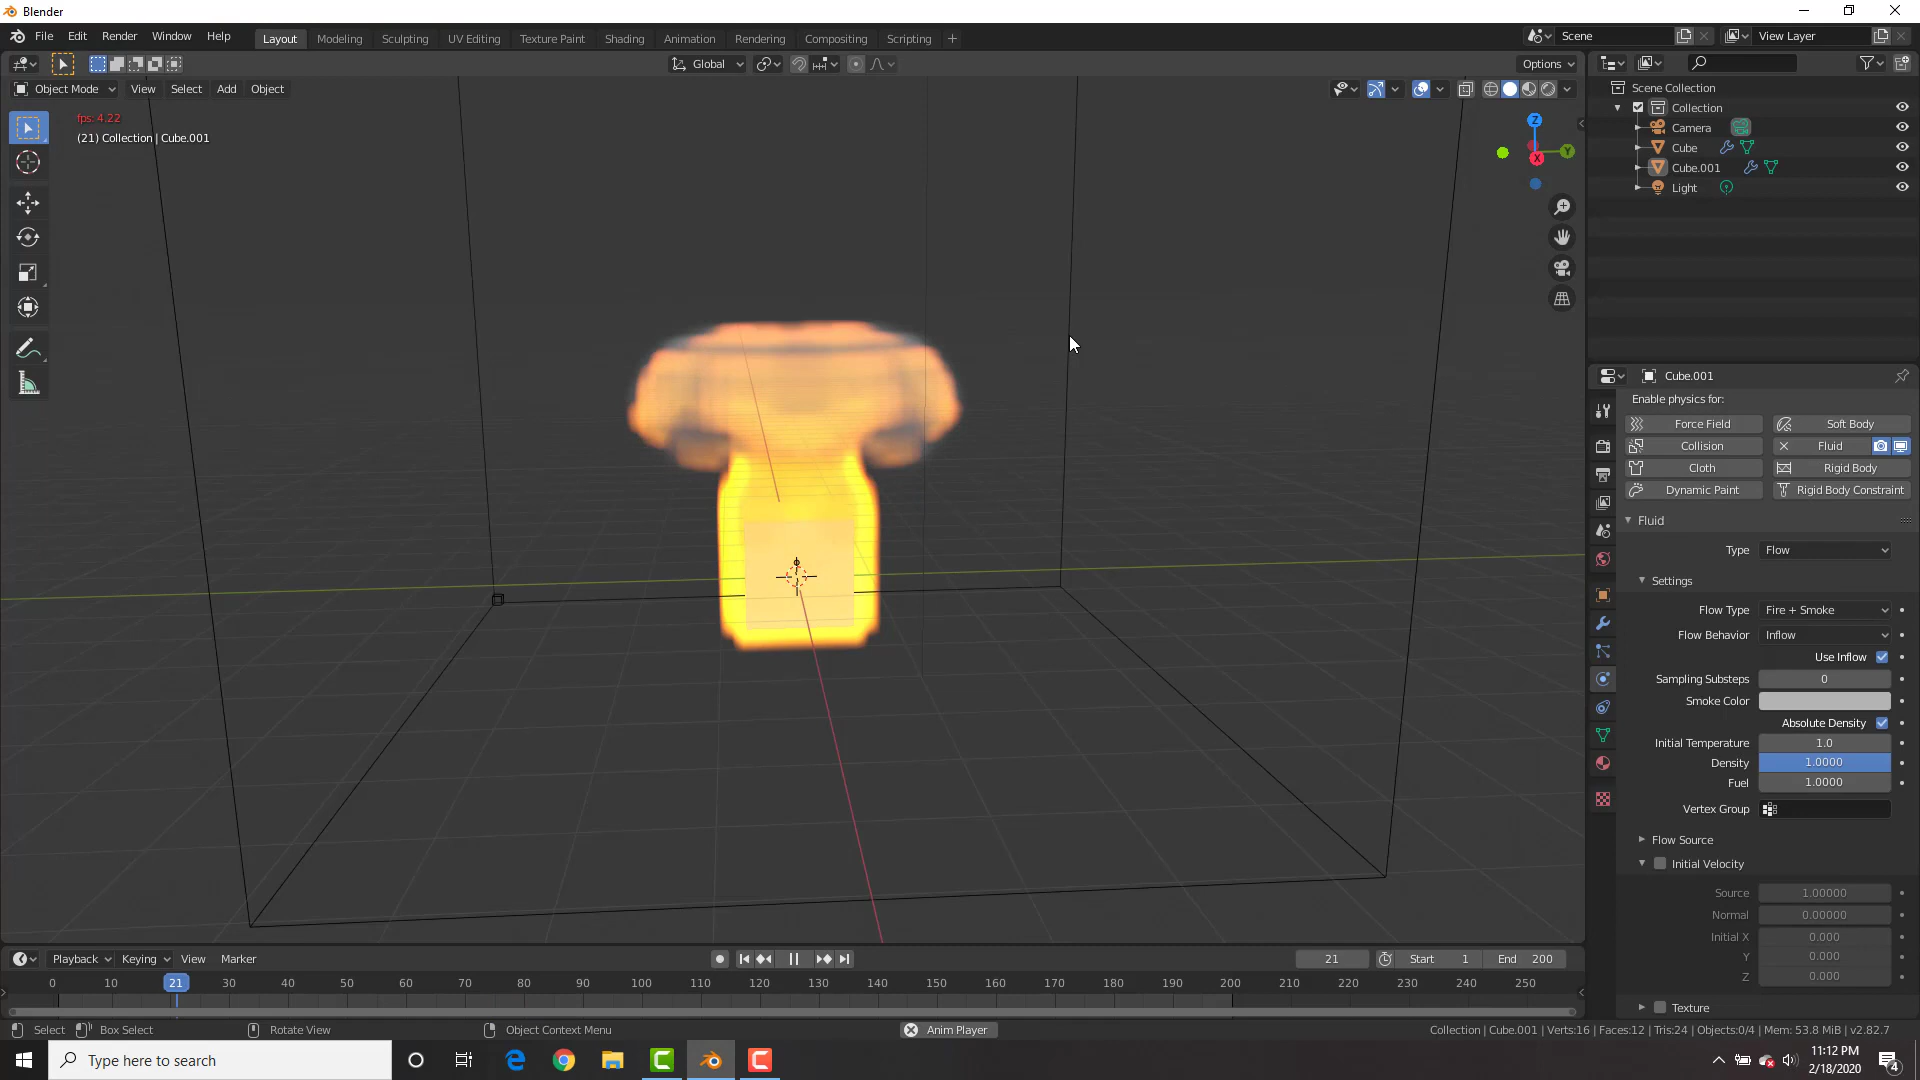 Blender
File Edit Render Window Help
Layout Modeling Sculpting UV Editing Texture Paint Shading Animation Rendering Compositing Scripting
Scene View Layer
Global Options
Object Mode View Select Add Object
fps: 4.22
(21) Collection | Cube.001
Z
Y
X
Scene Collection
Collection
Camera
Cube
Cube.001
Light
Cube.001
Enable physics for:
Force Field Soft Body
Collision Fluid
Cloth Rigid Body
Dynamic Paint Rigid Body Constraint
Fluid
Type Flow
Settings
Flow Type Fire + Smoke
Flow Behavior Inflow
Use Inflow
Sampling Substeps 0
Smoke Color
Absolute Density
Initial Temperature 1.0
Density 1.0000
Fuel 1.0000
Vertex Group
Flow Source
Initial Velocity
Source 1.00000
Normal 0.00000
Initial X 0.000
Y 0.000
Z 0.000
Texture
Playback Keying View Marker 21 Start 1 End 200
0 10 21 30 40 50 60 70 80 90 100 110 120 130 140 150 160 170 180 190 200 210 220 230 240 250
Select Box Select Rotate View Object Context Menu Anim Player Collection | Cube.001 | Verts:16 | Faces:12 | Tris:24 | Objects:0/4 | Mem: 53.8 MiB | v2.82.7
Type here to search
11:12 PM
2/18/2020
4